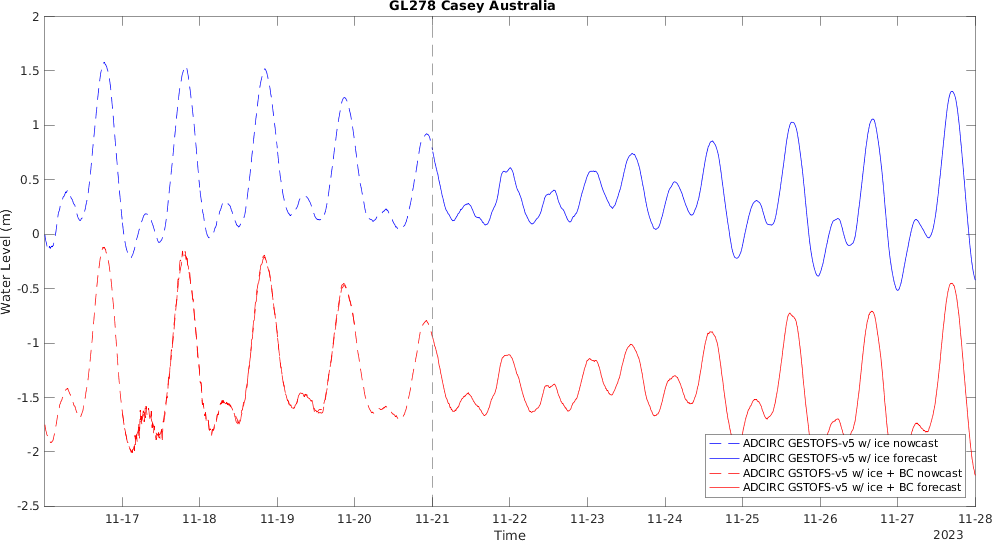 GL278 Casey Australia
2
1.5
1
0.5
0
-0.5
-1
-1.5
-2
-2.5
Water Level (m)
ADCIRC GESTOFS-v5 w/ ice nowcast
ADCIRC GESTOFS-v5 w/ ice forecast
ADCIRC GSTOFS-v5 w/ ice + BC nowcast
ADCIRC GSTOFS-v5 w/ ice + BC forecast
11-17 11-18 11-19 11-20 11-21 11-22 11-23 11-24 11-25 11-26 11-27 11-28
Time
2023